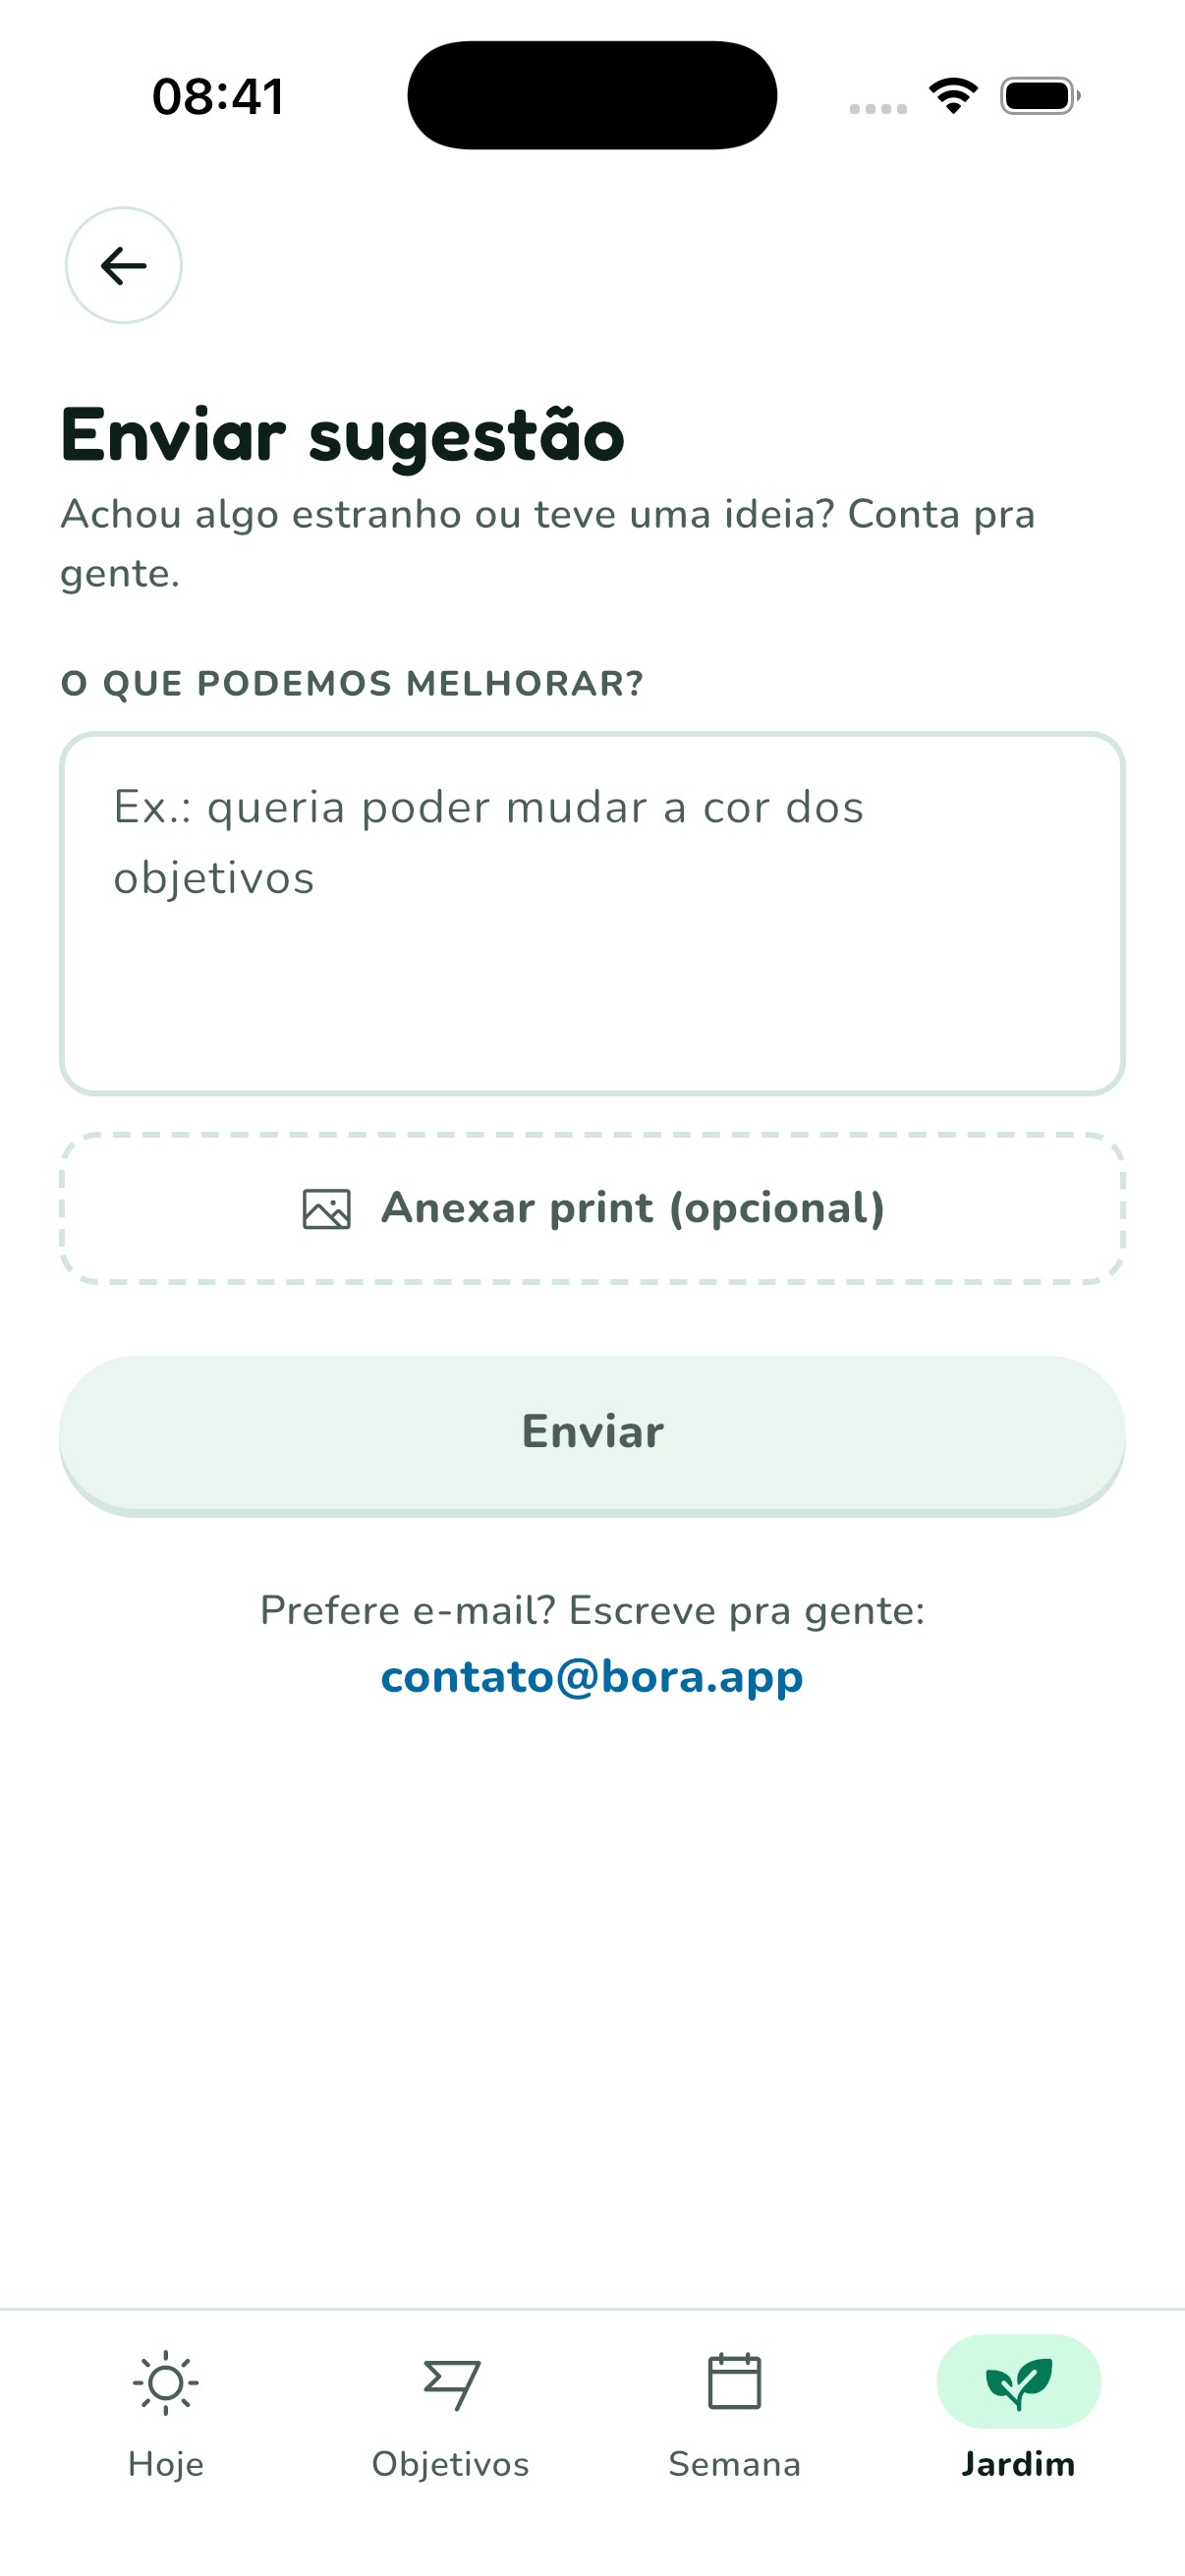 08:41
Enviar sugestão
Achou algo estranho ou teve uma ideia? Conta pra
gente.
O QUE PODEMOS MELHORAR?
Ex.: queria poder mudar a cor dos
objetivos
Anexar print (opcional)
Enviar
Prefere e-mail? Escreve pra gente:
contato@bora.app
Hoje
Objetivos
Semana
Jardim